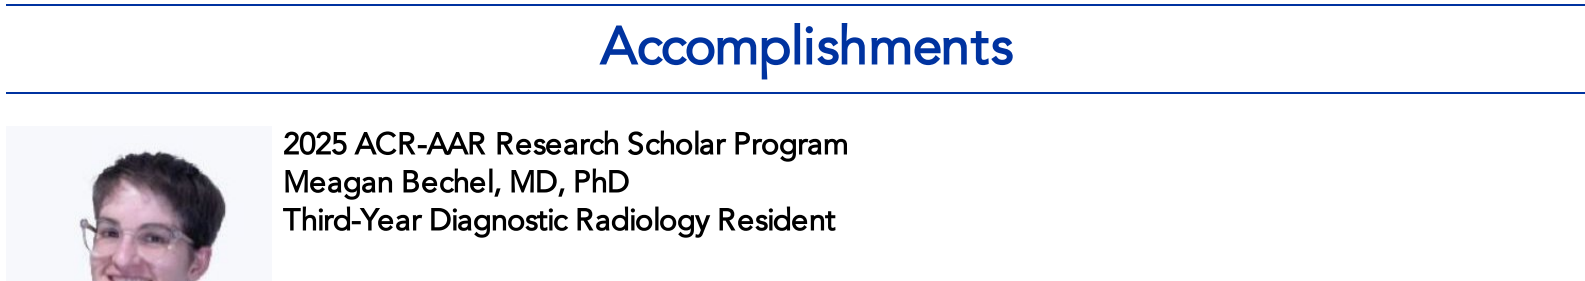 Accomplishments
2025 ACR-AAR Research Scholar Program
Meagan Bechel, MD, PhD
Third-Year Diagnostic Radiology Resident